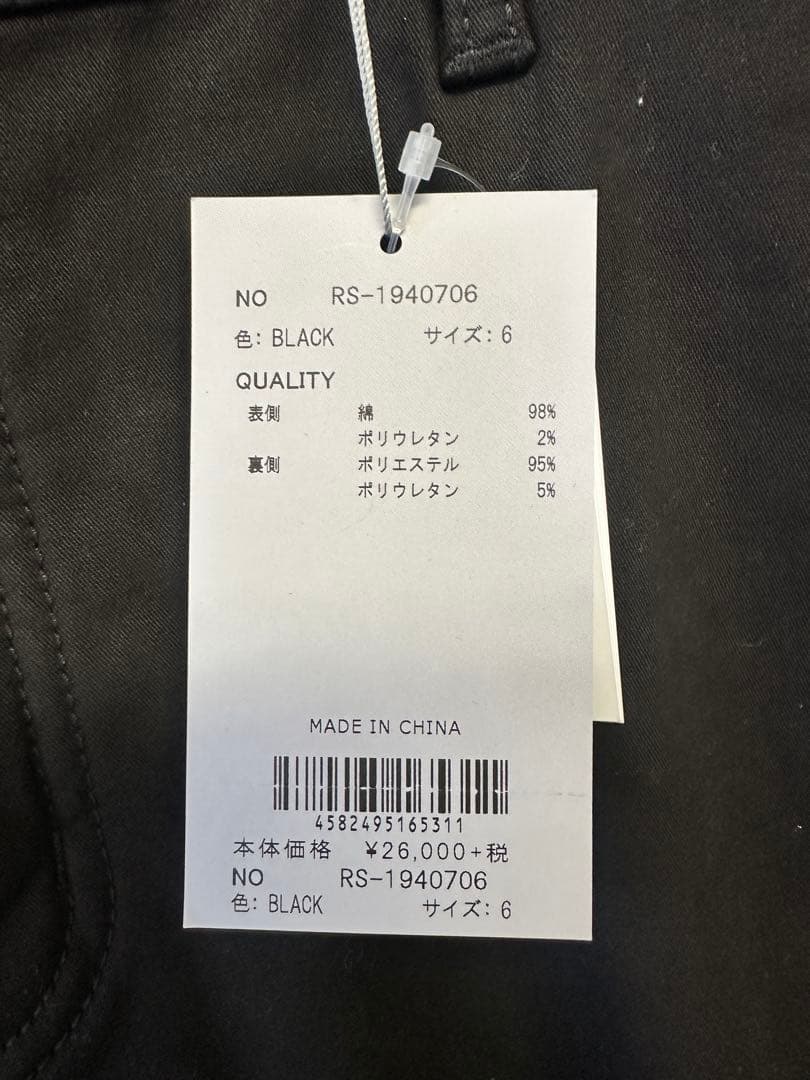 NO RS-1940706
色: BLACK サイズ: 6
QUALITY
表側 綿 98%
ポリウレタン 2%
裏側 ポリエステル 95%
ポリウレタン 5%
MADE IN CHINA
4582495165311
本体価格 ¥26,000+税
NO RS-1940706
色: BLACK サイズ: 6